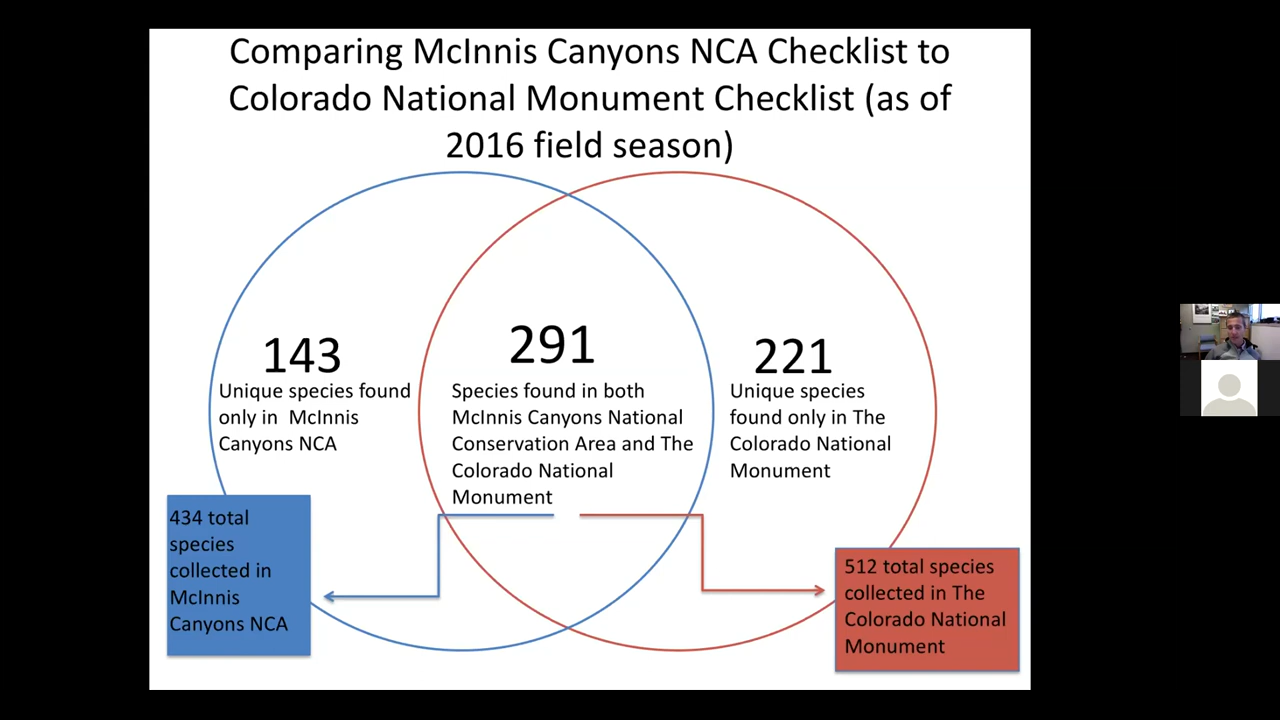 Comparing McInnis Canyons NCA Checklist to
Colorado National Monument Checklist (as of
2016 field season)
143
Unique species found
only in McInnis
Canyons NCA
291
Species found in both
McInnis Canyons National
Conservation Area and The
Colorado National
Monument
221
Unique species
found only in The
Colorado National
Monument
434 total
species
collected in
McInnis
Canyons NCA
512 total species
collected in The
Colorado National
Monument